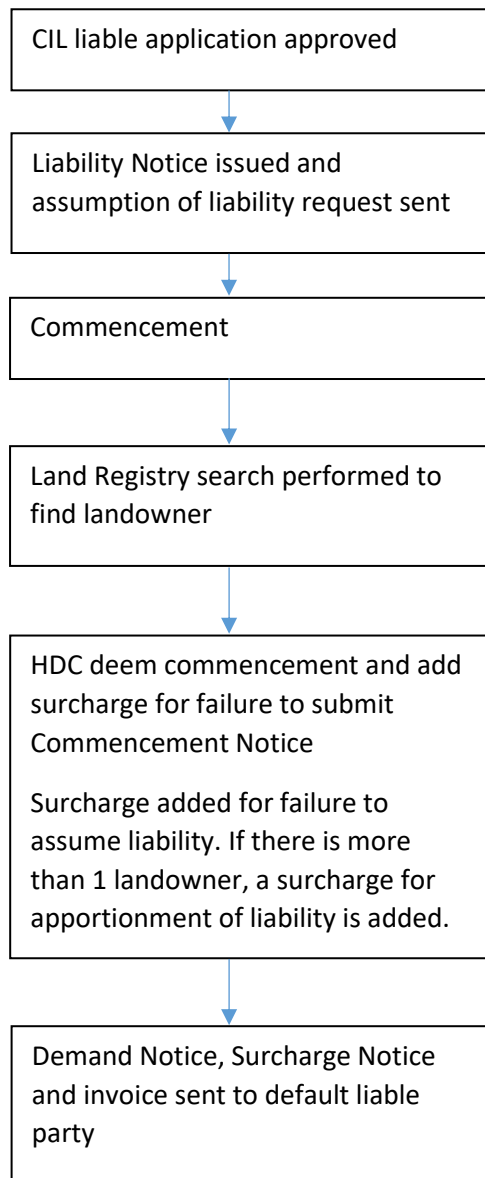 CIL liable application approved
Liability Notice issued and
assumption of liability request sent
Commencement
Land Registry search performed to
find landowner
HDC deem commencement and add
surcharge for failure to submit
Commencement Notice
Surcharge added for failure to
assume liability. If there is more
than 1 landowner, a surcharge for
apportionment of liability is added.
Demand Notice, Surcharge Notice
and invoice sent to default liable
party